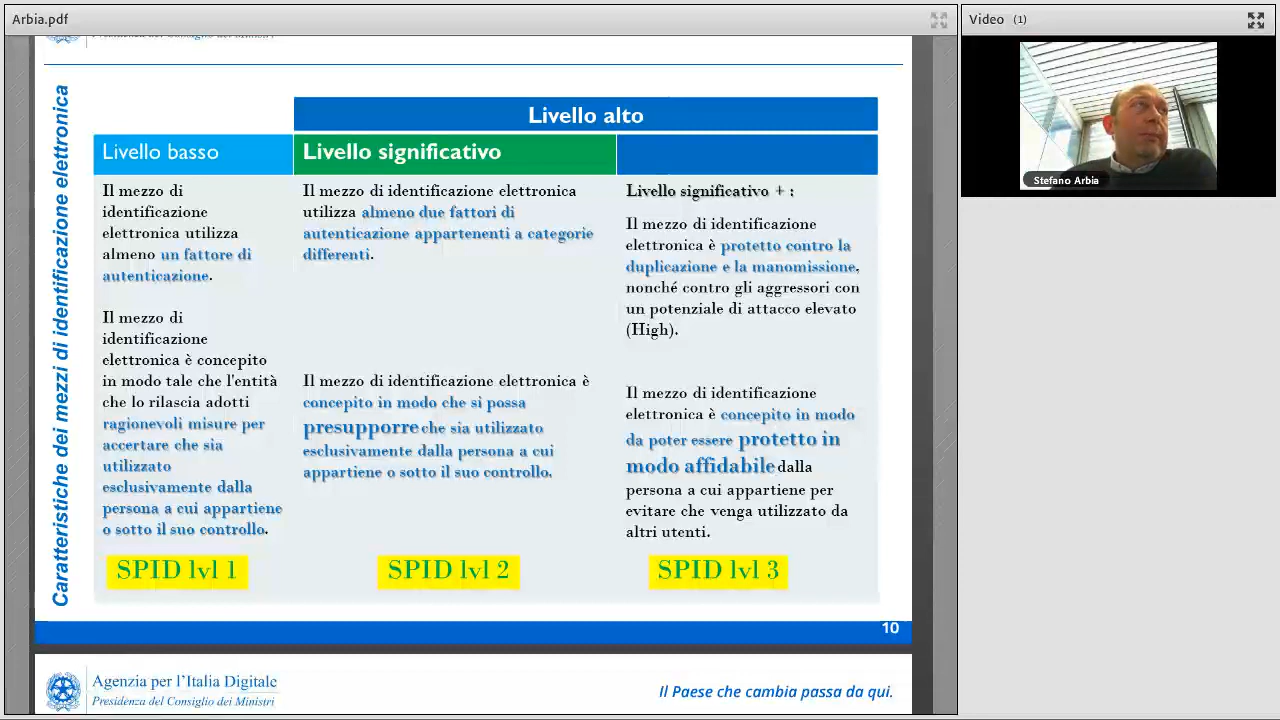 Arbia.pdf
Video (1)
Presidenza del Consiglio dei Ministri
Caratteristiche dei mezzi di identificazione elettronica
Livello alto
Livello basso
Livello significativo
Il mezzo di
identificazione
elettronica utilizza
almeno un fattore di
autenticazione.
Il mezzo di
identificazione
elettronica è concepito
in modo tale che l'entità
che lo rilascia adotti
ragionevoli misure per
accertare che sia
utilizzato
esclusivamente dalla
persona a cui appartiene
o sotto il suo controllo.
SPID lvl 1
Il mezzo di identificazione elettronica
utilizza almeno due fattori di
autenticazione appartenenti a categorie
differenti.
Il mezzo di identificazione elettronica è
concepito in modo che si possa
presupporre che sia utilizzato
esclusivamente dalla persona a cui
appartiene o sotto il suo controllo.
SPID lvl 2
Livello significativo + :
Il mezzo di identificazione
elettronica è protetto contro la
duplicazione e la manomissione,
nonché contro gli aggressori con
un potenziale di attacco elevato
(High).
Il mezzo di identificazione
elettronica è concepito in modo
da poter essere protetto in
modo affidabile dalla
persona a cui appartiene per
evitare che venga utilizzato da
altri utenti.
SPID lvl 3
10
Agenzia per l'Italia Digitale
Presidenza del Consiglio dei Ministri
Il Paese che cambia passa da qui.
Stefano Arbia